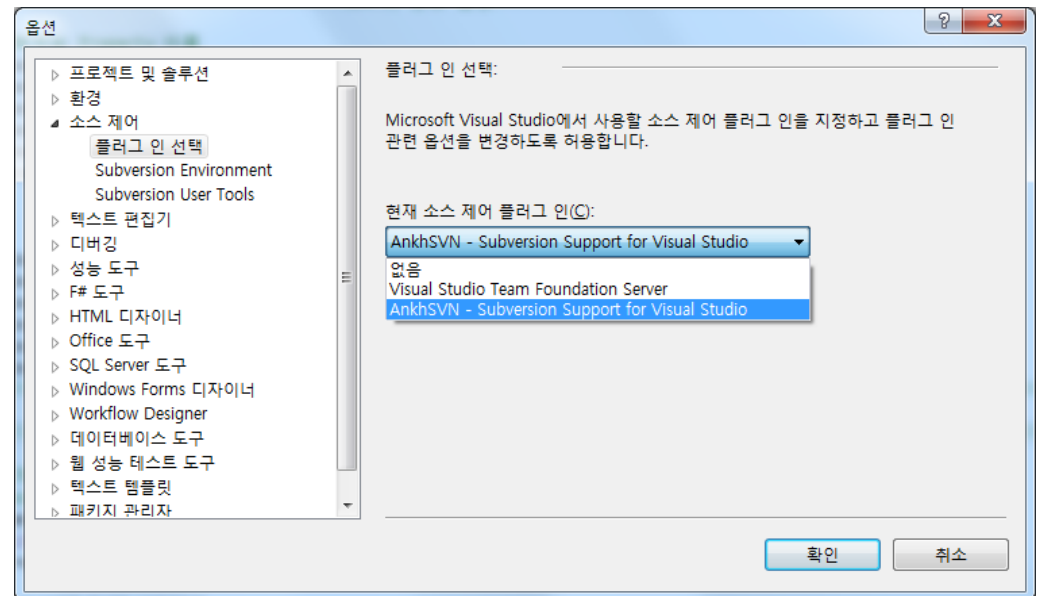 옵션
프로젝트 및 솔루션
환경
소스 제어
플러그 인 선택
Subversion Environment
Subversion User Tools
텍스트 편집기
디버깅
성능 도구
F# 도구
HTML 디자이너
Office 도구
SQL Server 도구
Windows Forms 디자이너
Workflow Designer
데이터베이스 도구
웹 성능 테스트 도구
텍스트 템플릿
패키지 관리자
플러그 인 선택:
Microsoft Visual Studio에서 사용할 소스 제어 플러그 인을 지정하고 플러그 인
관련 옵션을 변경하도록 허용합니다.
현재 소스 제어 플러그 인(C):
AnkhSVN - Subversion Support for Visual Studio
없음
Visual Studio Team Foundation Server
AnkhSVN - Subversion Support for Visual Studio
확인
취소